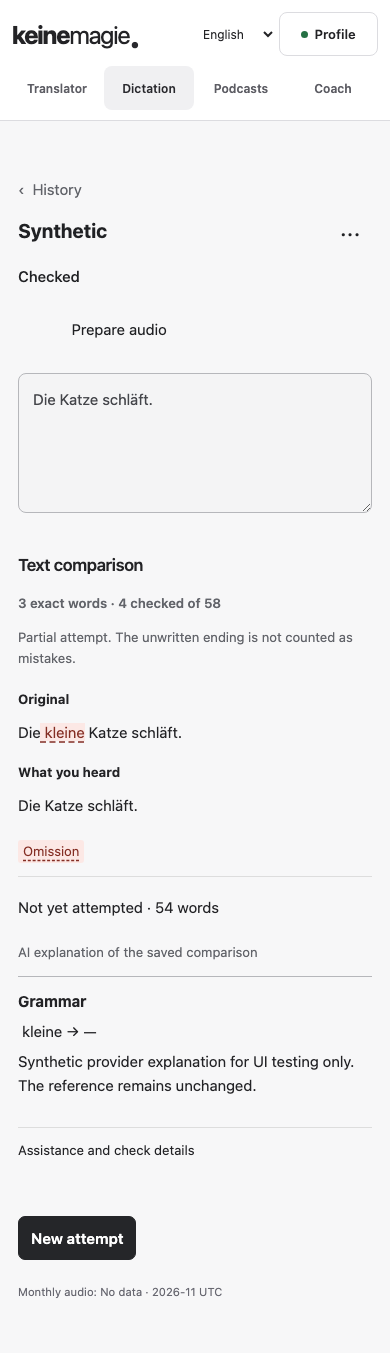 keinemagie.
English
Profile
Translator Dictation Podcasts Coach
‹ History
Synthetic
...
Checked
Prepare audio
Die Katze schläft.
Text comparison
3 exact words · 4 checked of 58
Partial attempt. The unwritten ending is not counted as
mistakes.
Original
Die kleine Katze schläft.
What you heard
Die Katze schläft.
Omission
Not yet attempted · 54 words
AI explanation of the saved comparison
Grammar
kleine → —
Synthetic provider explanation for UI testing only.
The reference remains unchanged.
Assistance and check details
New attempt
Monthly audio: No data · 2026-11 UTC